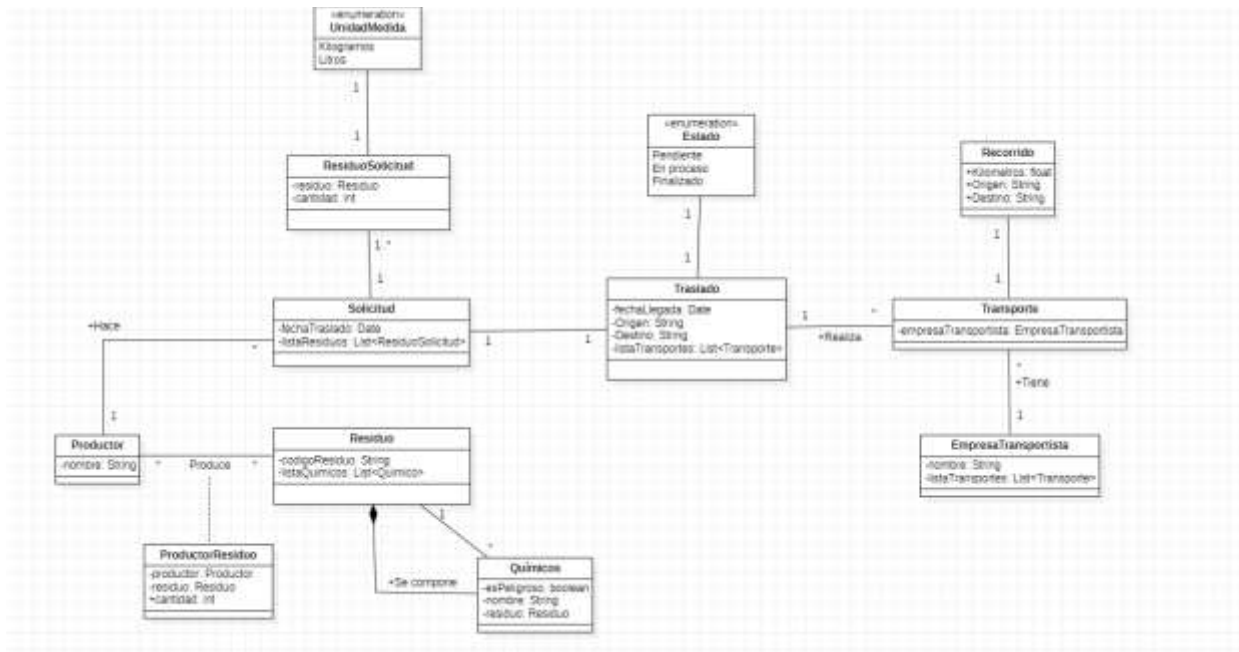 «enumeration»
UnidadMedida
Kilogramos
Litros
1
1
ResiduoSolicitud
-residuo: Residuo
-cantidad: int
1..*
1
Solicitud
-fechaTraslado: Date
-listaResiduos: List<ResiduoSolicitud>
+Hace
*
1
1
1
«enumeration»
Estado
Pendiente
En proceso
Finalizado
1
1
Traslado
-fechaLlegada: Date
-Origen: String
-Destino: String
-listaTransportes: List<Transporte>
1
*
+Realiza
Recorrido
+Kilometros: float
+Origen: String
+Destino: String
1
1
Transporte
-empresaTransportista: EmpresaTransportista
*
+Tiene
1
EmpresaTransportista
-nombre: String
-listaTransportes: List<Transporte>
Productor
-nombre: String
*
Produce
*
Residuo
-codigoResiduo: String
-listaQuimicos: List<Quimico>
1
*
+Se compone
ProductorResiduo
-productor: Productor
-residuo: Residuo
+cantidad: int
Químicos
-esPeligroso: boolean
-nombre: String
-residuo: Residuo